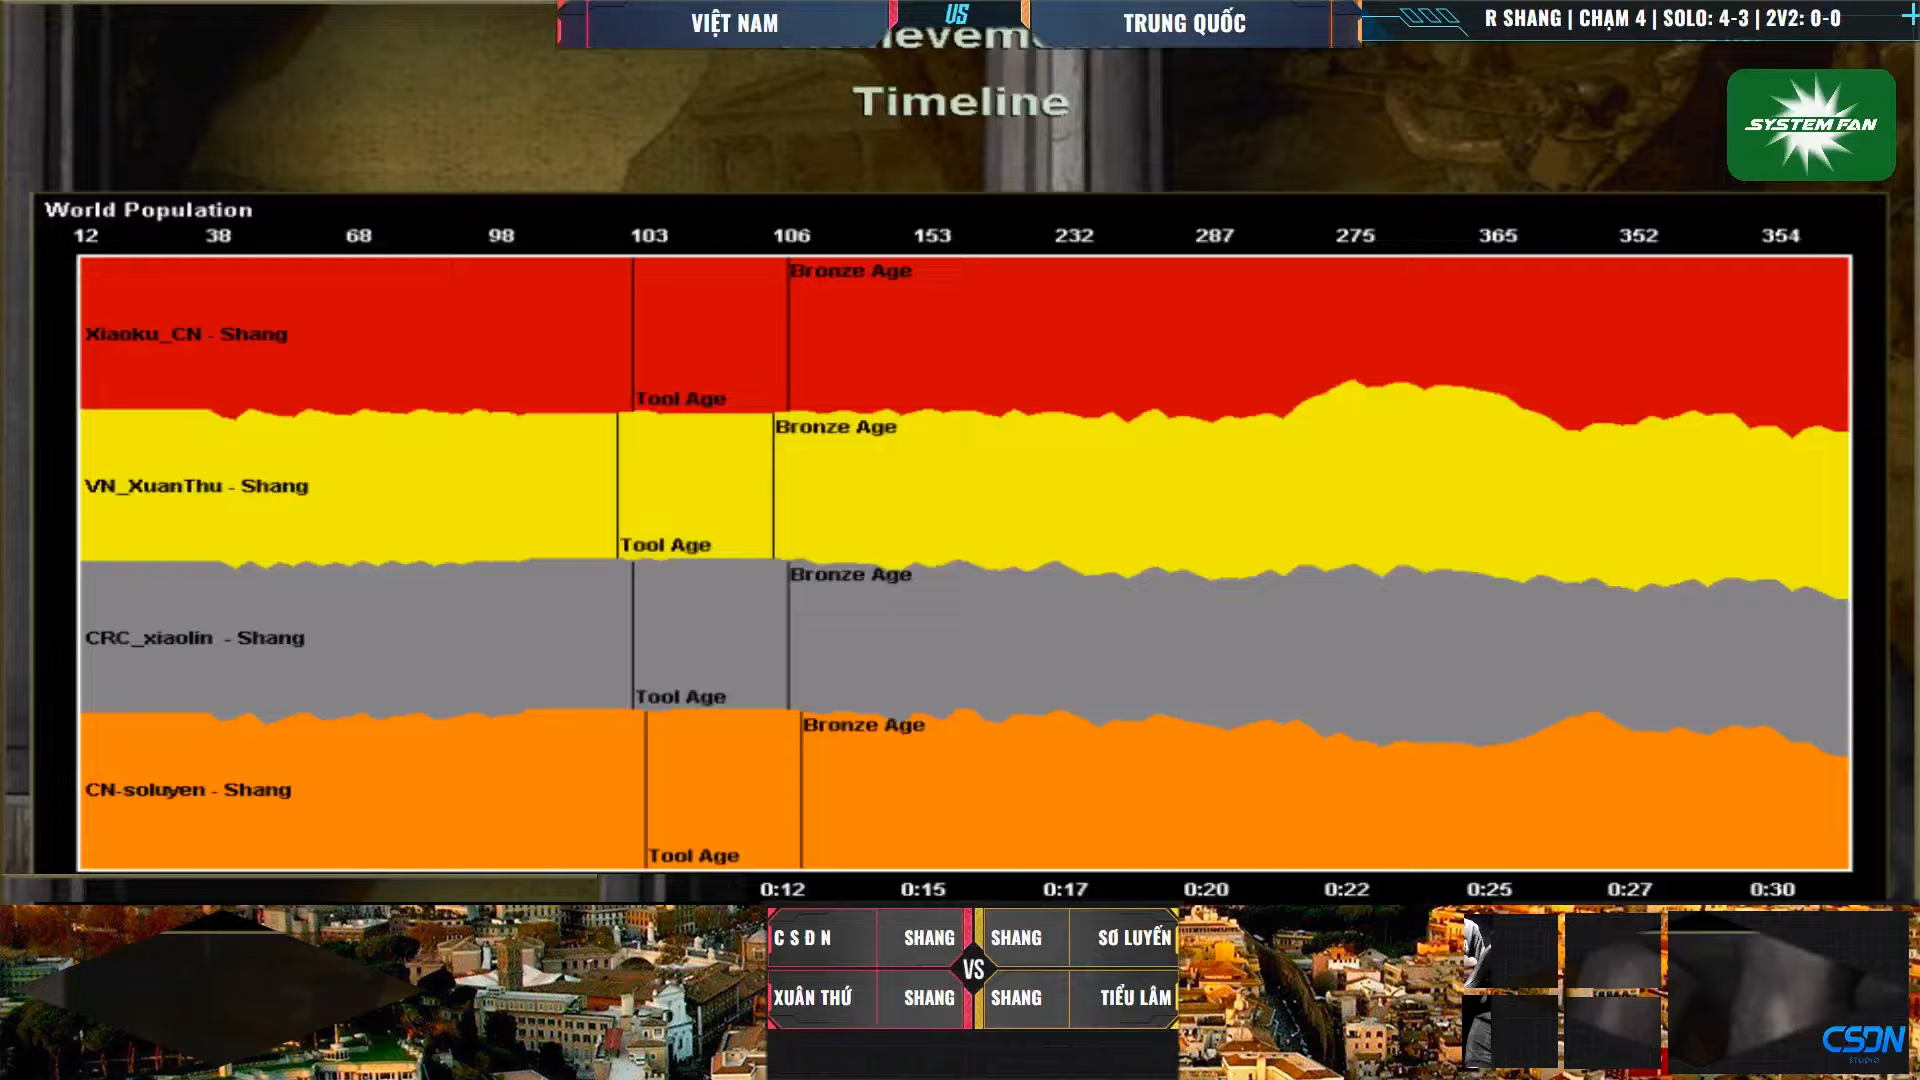 VIỆT NAM
VS
TRUNG QUỐC
R SHANG | CHẠM 4 | SOLO: 4-3 | 2V2: 0-0
Timeline
SYSTEM FAN
World Population
12 38 68 98 103 106 153 232 287 275 365 352 354
Bronze Age
Xiaoku_CN - Shang
Tool Age
Bronze Age
VN_XuanThu - Shang
Tool Age
Bronze Age
CRC_xiaolin - Shang
Tool Age
Bronze Age
CN-soluyen - Shang
Tool Age
0:12 0:15 0:17 0:20 0:22 0:25 0:27 0:30
C S Đ N SHANG SHANG SƠ LUYẾN
VS
XUÂN THỨ SHANG SHANG TIỂU LÂM
CSDN
STUDIO